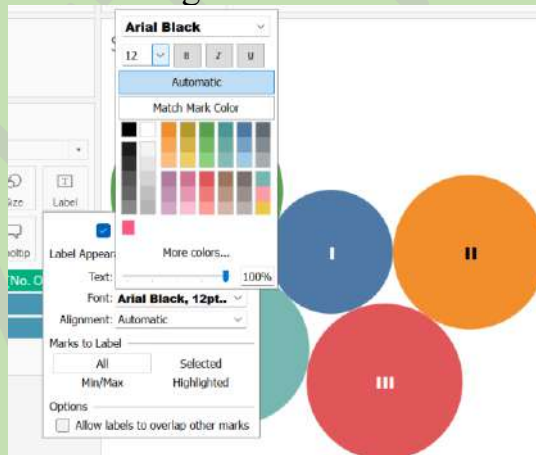 Arial Black
12 B I U
Automatic
Match Mark Color
More colors...
100%
Size
Label
Tooltip
Label Appear
Text:
Font: Arial Black, 12pt..
Alignment: Automatic
Marks to Label
All Selected
Min/Max Highlighted
Options
Allow labels to overlap other marks
I
II
III